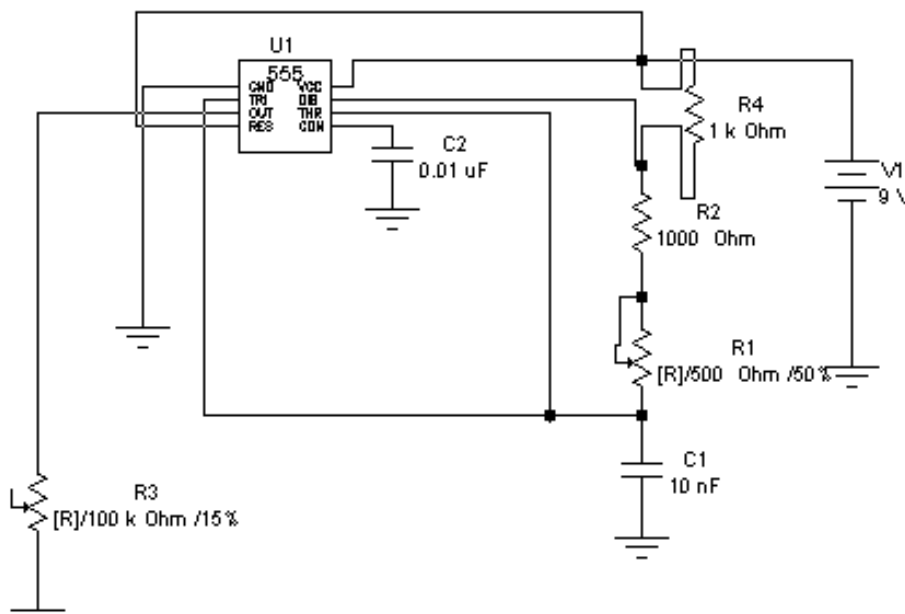 U1
555
GND VCC
TRI DIS
OUT THR
RES CON
C2
0.01 uF
R4
1 k Ohm
V1
9 V
R2
1000 Ohm
R1
[R]/500 Ohm /50%
C1
10 nF
R3
[R]/100 k Ohm /15%